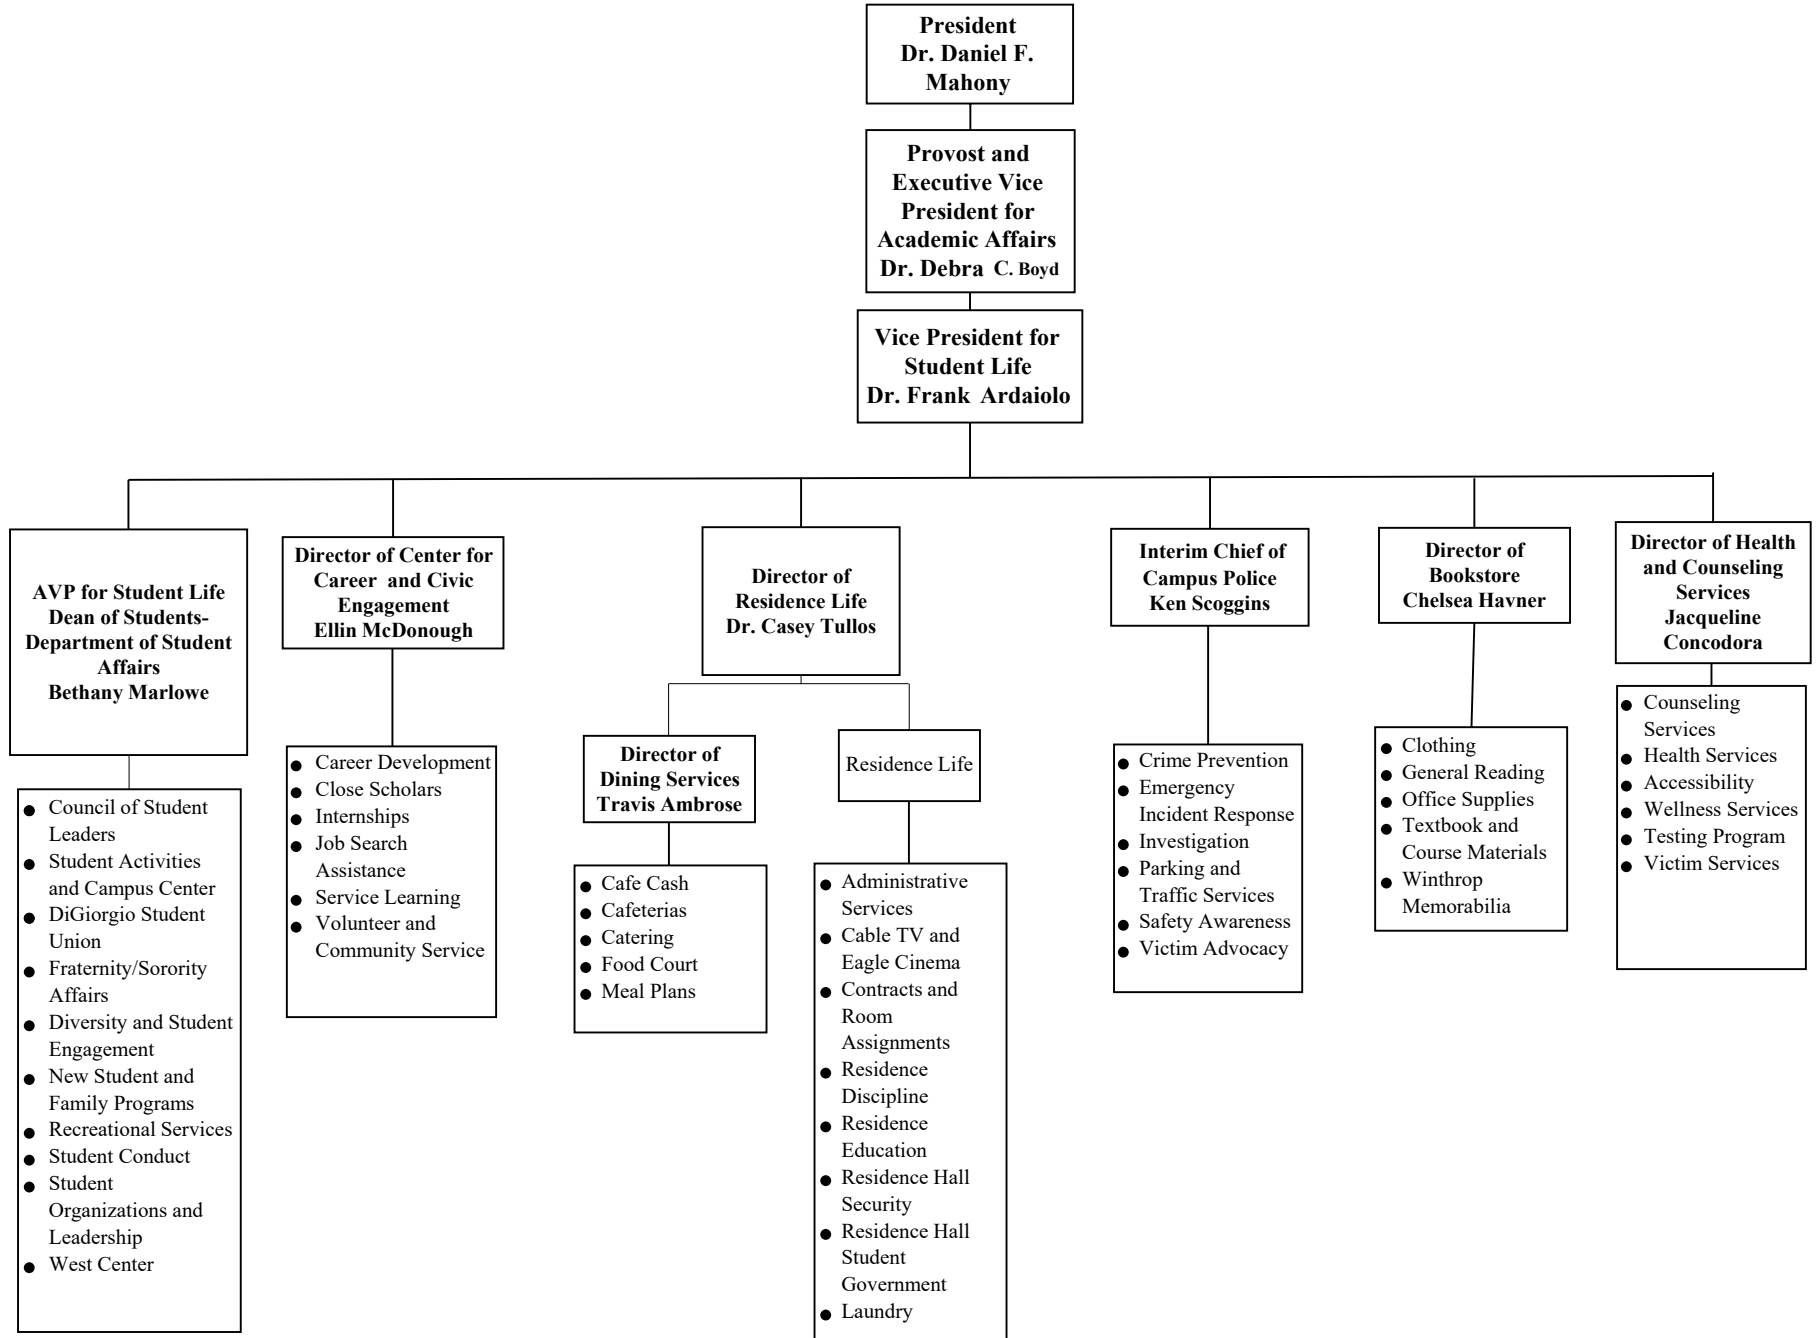 President
Dr. Daniel F.
Mahony
Provost and
Executive Vice
President for
Academic Affairs
Dr. Debra C. Boyd
Vice President for
Student Life
Dr. Frank Ardaiolo
AVP for Student Life
Dean of Students-
Department of Student
Affairs
Bethany Marlowe
Council of Student
Leaders
Student Activities
and Campus Center
DiGiorgio Student
Union
Fraternity/Sorority
Affairs
Diversity and Student
Engagement
New Student and
Family Programs
Recreational Services
Student Conduct
Student
Organizations and
Leadership
West Center
Director of Center for
Career and Civic
Engagement
Ellin McDonough
Career Development
Close Scholars
Internships
Job Search
Assistance
Service Learning
Volunteer and
Community Service
Director of
Residence Life
Dr. Casey Tullos
Director of
Dining Services
Travis Ambrose
Cafe Cash
Cafeterias
Catering
Food Court
Meal Plans
Residence Life
Administrative
Services
Cable TV and
Eagle Cinema
Contracts and
Room
Assignments
Residence
Discipline
Residence
Education
Residence Hall
Security
Residence Hall
Student
Government
Laundry
Interim Chief of
Campus Police
Ken Scoggins
Crime Prevention
Emergency
Incident Response
Investigation
Parking and
Traffic Services
Safety Awareness
Victim Advocacy
Director of
Bookstore
Chelsea Havner
Clothing
General Reading
Office Supplies
Textbook and
Course Materials
Winthrop
Memorabilia
Director of Health
and Counseling
Services
Jacqueline
Concodora
Counseling
Services
Health Services
Accessibility
Wellness Services
Testing Program
Victim Services